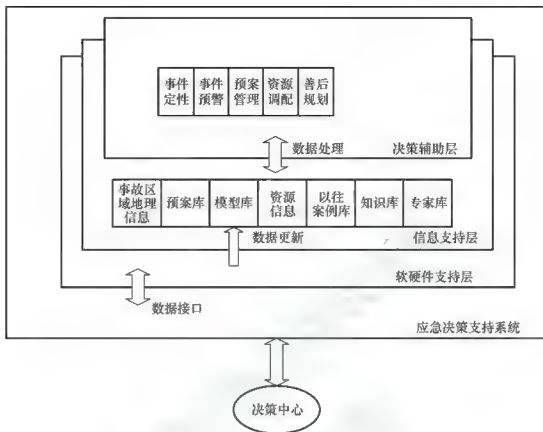 事件 事件 预案 资源 善后
定性 预警 管理 调配 规划
数据处理 决策辅助层
事故区
域地理
信息
预案库
模型库
资源
信息
以往
案例库
知识库
专家库
数据更新 信息支持层
软硬件支持层
数据接口
应急决策支持系统
决策中心